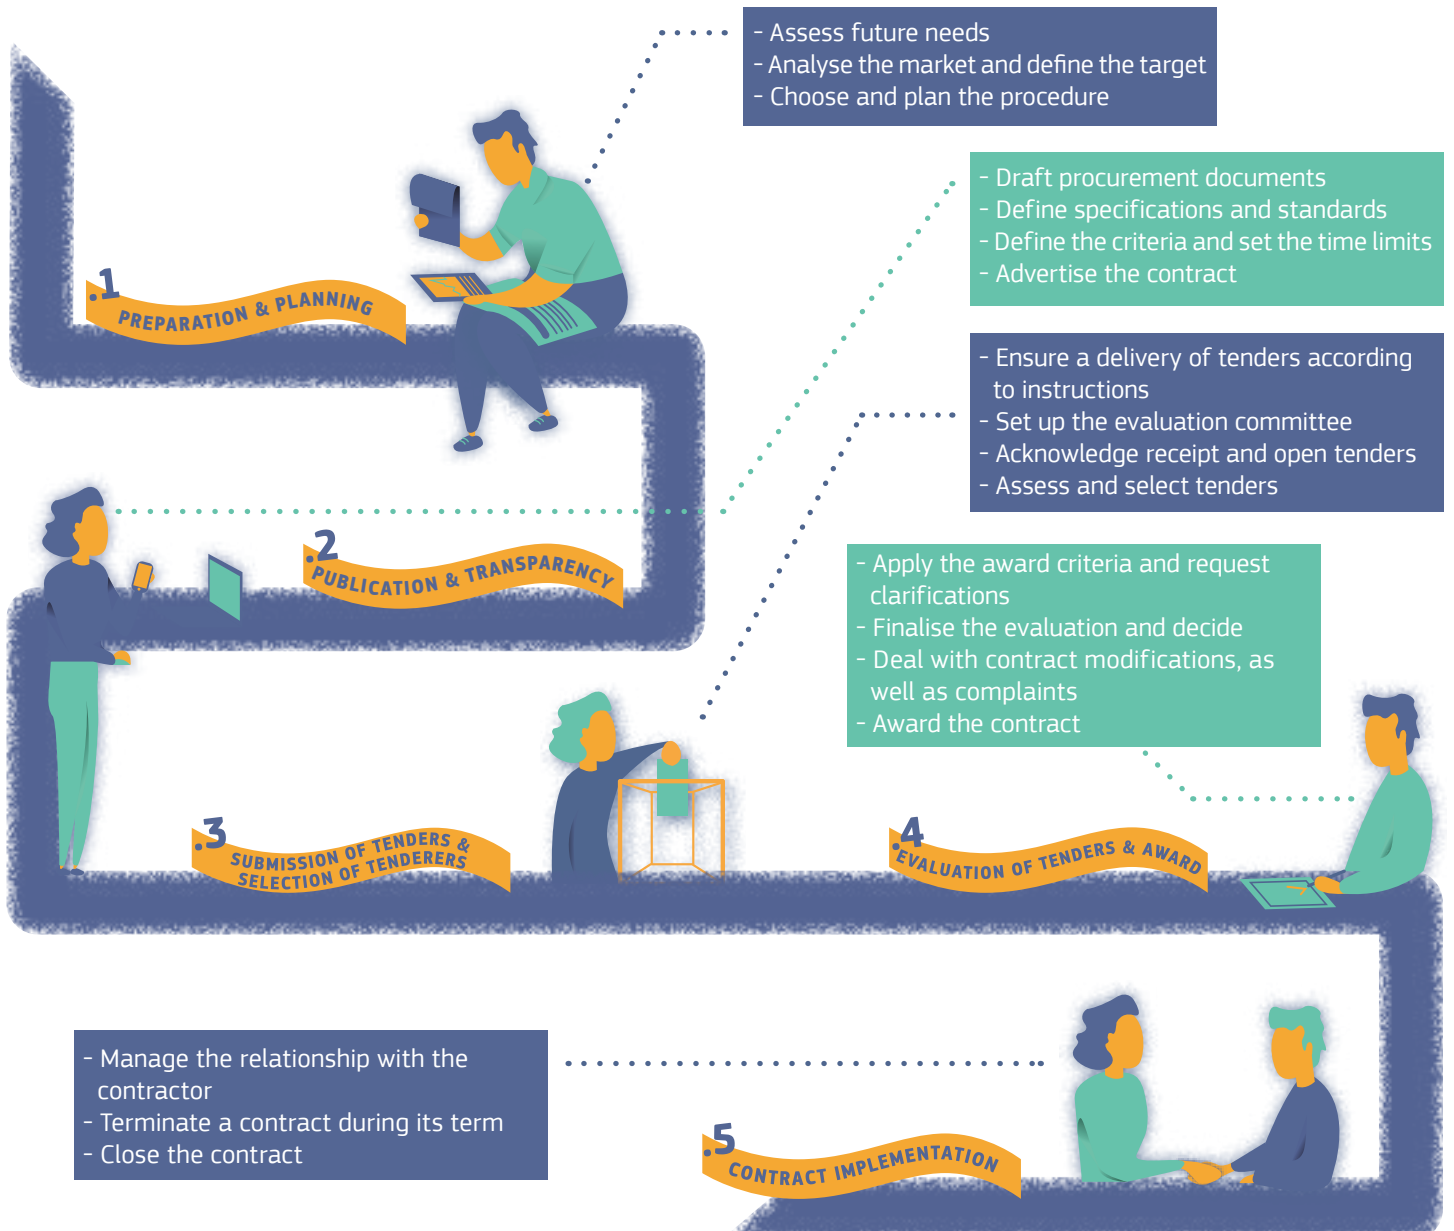 - Assess future needs
- Analyse the market and define the target
- Choose and plan the procedure
.1
PREPARATION & PLANNING
- Draft procurement documents
- Define specifications and standards
- Define the criteria and set the time limits
- Advertise the contract
.2
PUBLICATION & TRANSPARENCY
- Ensure a delivery of tenders according
to instructions
- Set up the evaluation committee
- Acknowledge receipt and open tenders
- Assess and select tenders
.3
SUBMISSION OF TENDERS &
SELECTION OF TENDERERS
- Apply the award criteria and request
clarifications
- Finalise the evaluation and decide
- Deal with contract modifications, as
well as complaints
- Award the contract
.4
EVALUATION OF TENDERS & AWARD
- Manage the relationship with the
contractor
- Terminate a contract during its term
- Close the contract
.5
CONTRACT IMPLEMENTATION